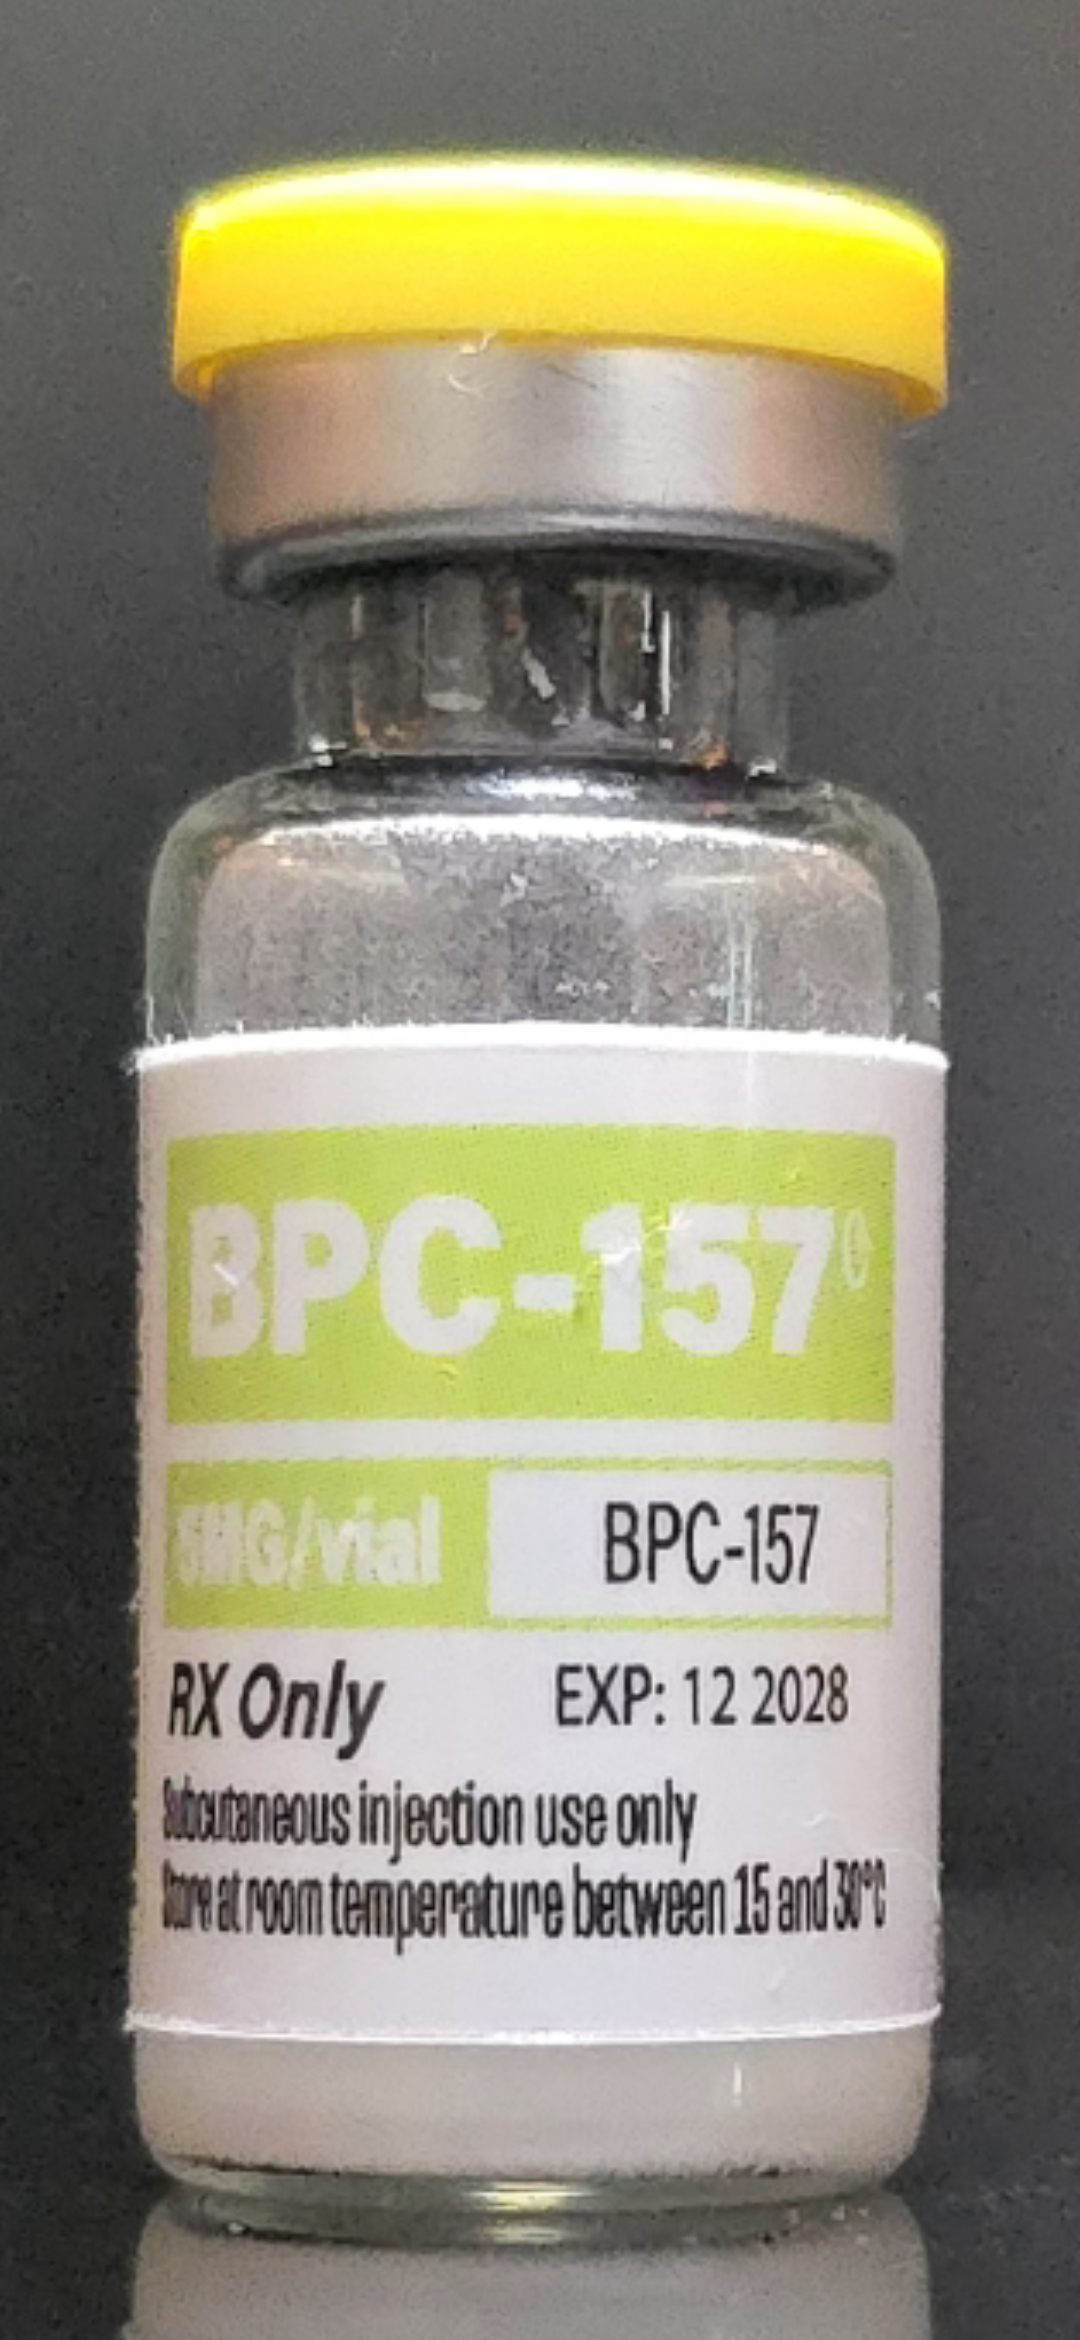 BPC-157
5MG/vial BPC-157
RX Only EXP: 12 2028
Subcutaneous injection use only
Store at room temperature between 15 and 30°C